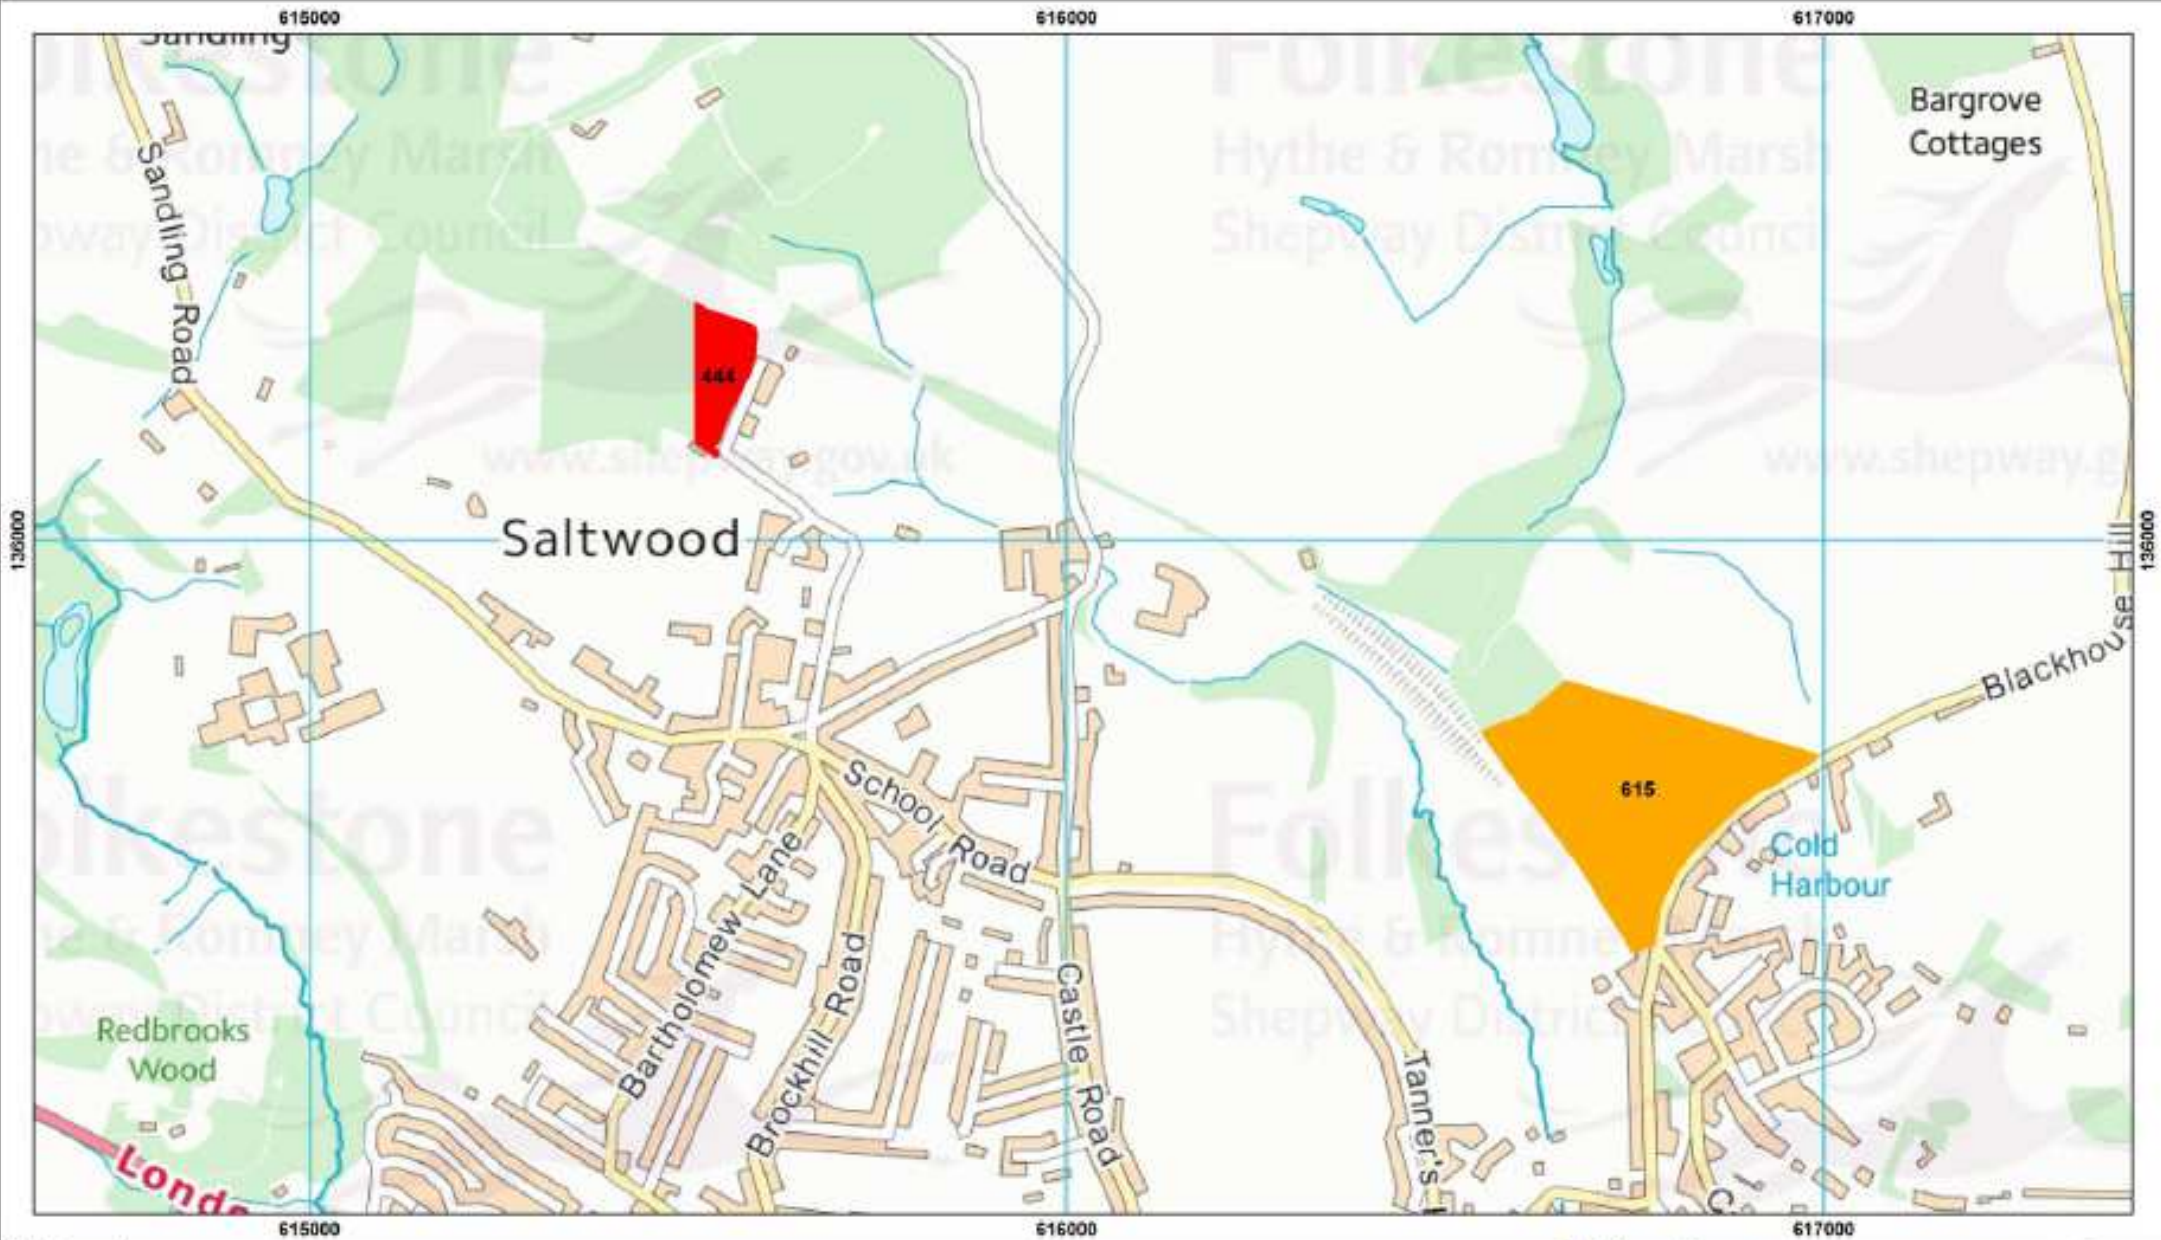 615000
616000
617000
Sandling
Folkestone
Hythe & Romney Marsh
Shepway District Council
www.shepway.gov.uk
Bargrove
Cottages
Sandling Road
444
136000
Saltwood
136000
Blackhouse Hill
615
School Road
Cold
Harbour
Bartholomew Lane
Brockhill Road
Castle Road
Tanner's
Redbrooks
Wood
615000
616000
617000